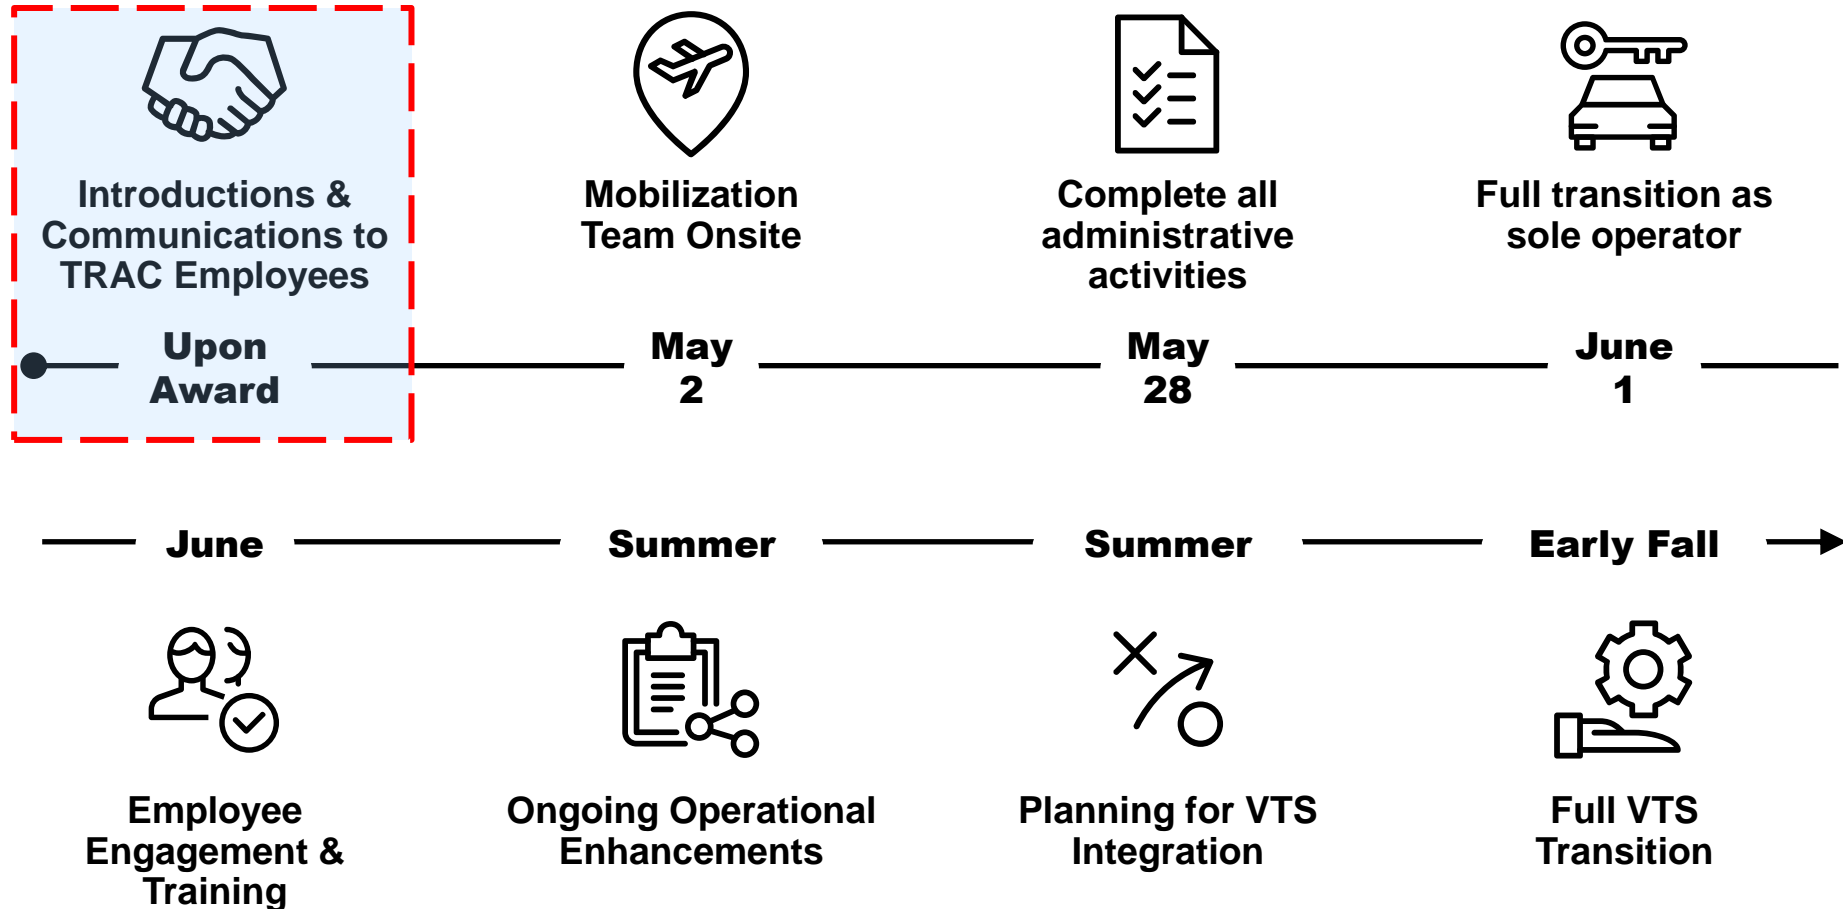 Introductions &
Communications to
TRAC Employees
Mobilization
Team Onsite
Complete all
administrative
activities
Full transition as
sole operator
Upon
Award
May
2
May
28
June
1
June
Summer
Summer
Early Fall
Employee
Engagement &
Training
Ongoing Operational
Enhancements
Planning for VTS
Integration
Full VTS
Transition